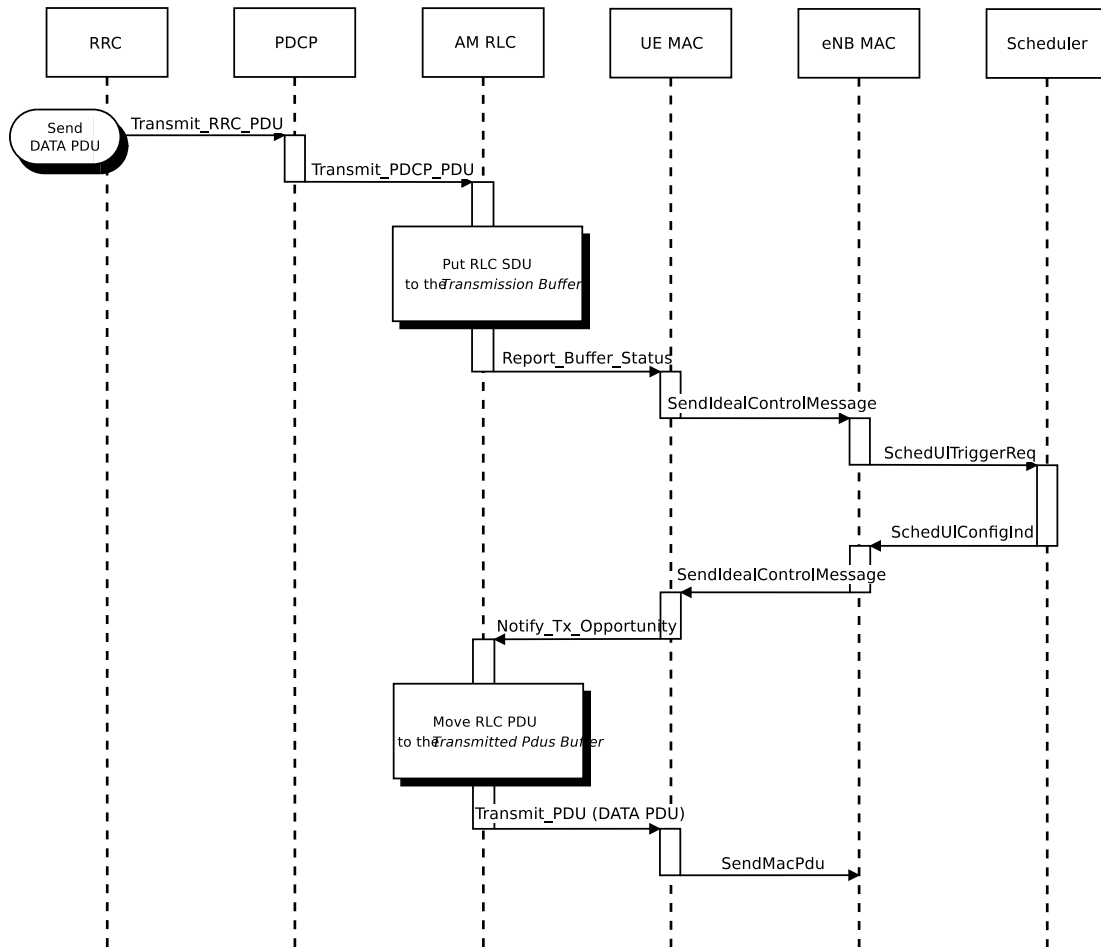 RRC
PDCP
AM RLC
UE MAC
eNB MAC
Scheduler
Send
DATA PDU
Transmit_RRC_PDU
Transmit_PDCP_PDU
Put RLC SDU
to the Transmission Buffer
Report_Buffer_Status
SendIdealControlMessage
SchedUlTriggerReq
SchedUlConfigInd
SendIdealControlMessage
Notify_Tx_Opportunity
Move RLC PDU
to the Transmitted Pdus Buffer
Transmit_PDU (DATA PDU)
SendMacPdu